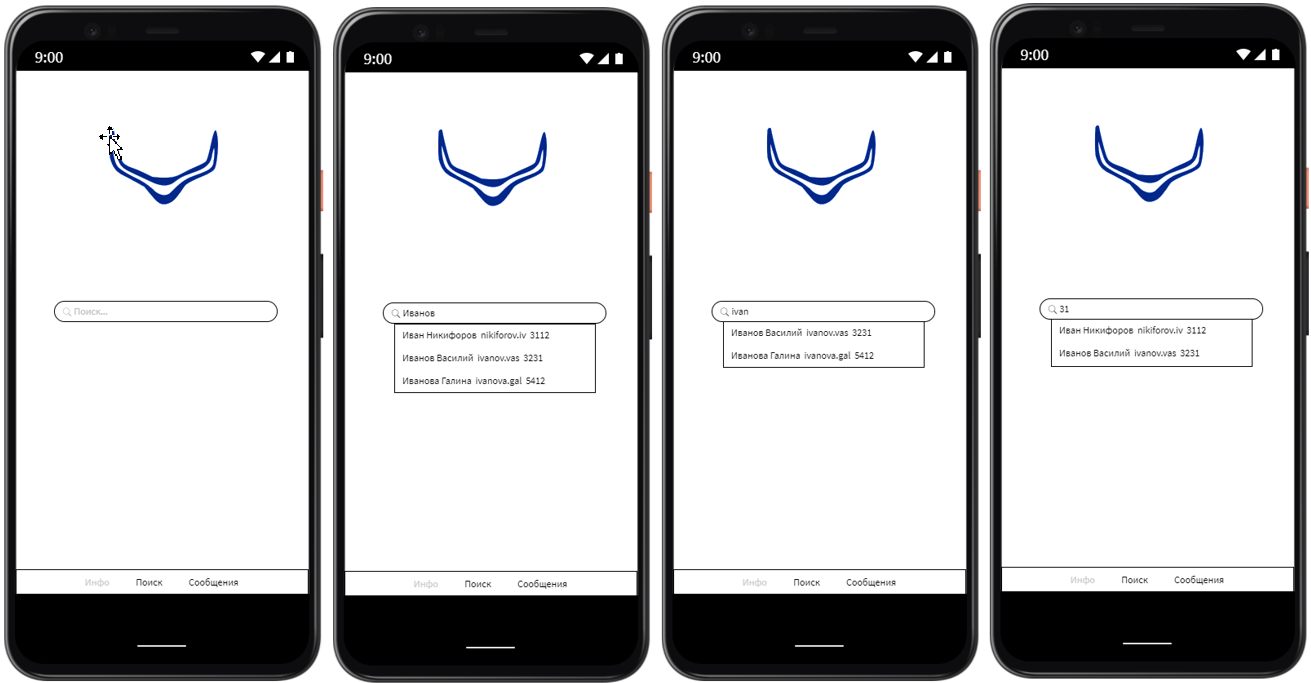 9:00
Поиск...
Инфо Поиск Сообщения
9:00
Иванов
Иван Никифоров nikiforov.iv 3112
Иванов Василий ivanov.vas 3231
Иванова Галина ivanova.gal 5412
Инфо Поиск Сообщения
9:00
ivan
Иванов Василий ivanov.vas 3231
Иванова Галина ivanova.gal 5412
Инфо Поиск Сообщения
9:00
31
Иван Никифоров nikiforov.iv 3112
Иванов Василий ivanov.vas 3231
Инфо Поиск Сообщения